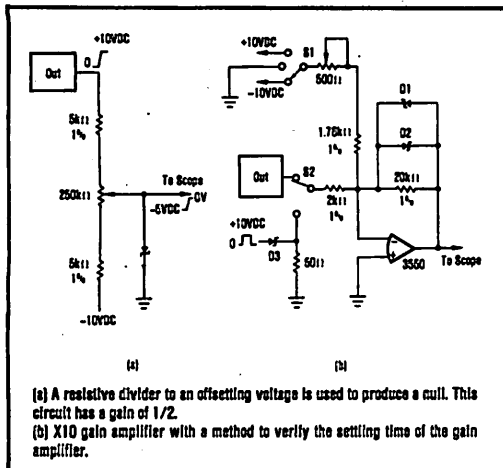 +10VDC
0
Out
5kΩ
1%
250kΩ
To Scope
0V
-5VDC
5kΩ
1%
-10VDC
(a)
+10VDC
S1
-10VDC
500Ω
D1
1.75kΩ
1%
D2
Out
S2
2kΩ
1%
20kΩ
1%
+10VDC
0
D3
50Ω
-
+
3550
To Scope
(b)
(a) A resistive divider to an offsetting voltage is used to produce a null. This
circuit has a gain of 1/2.
(b) X10 gain amplifier with a method to verify the settling time of the gain
amplifier.